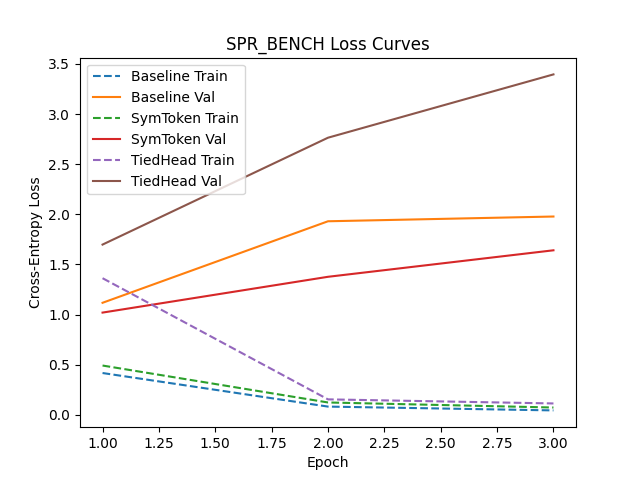 SPR_BENCH Loss Curves
Cross-Entropy Loss
3.5
3.0
2.5
2.0
1.5
1.0
0.5
0.0
Baseline Train
Baseline Val
SymToken Train
SymToken Val
TiedHead Train
TiedHead Val
1.00 1.25 1.50 1.75 2.00 2.25 2.50 2.75 3.00
Epoch